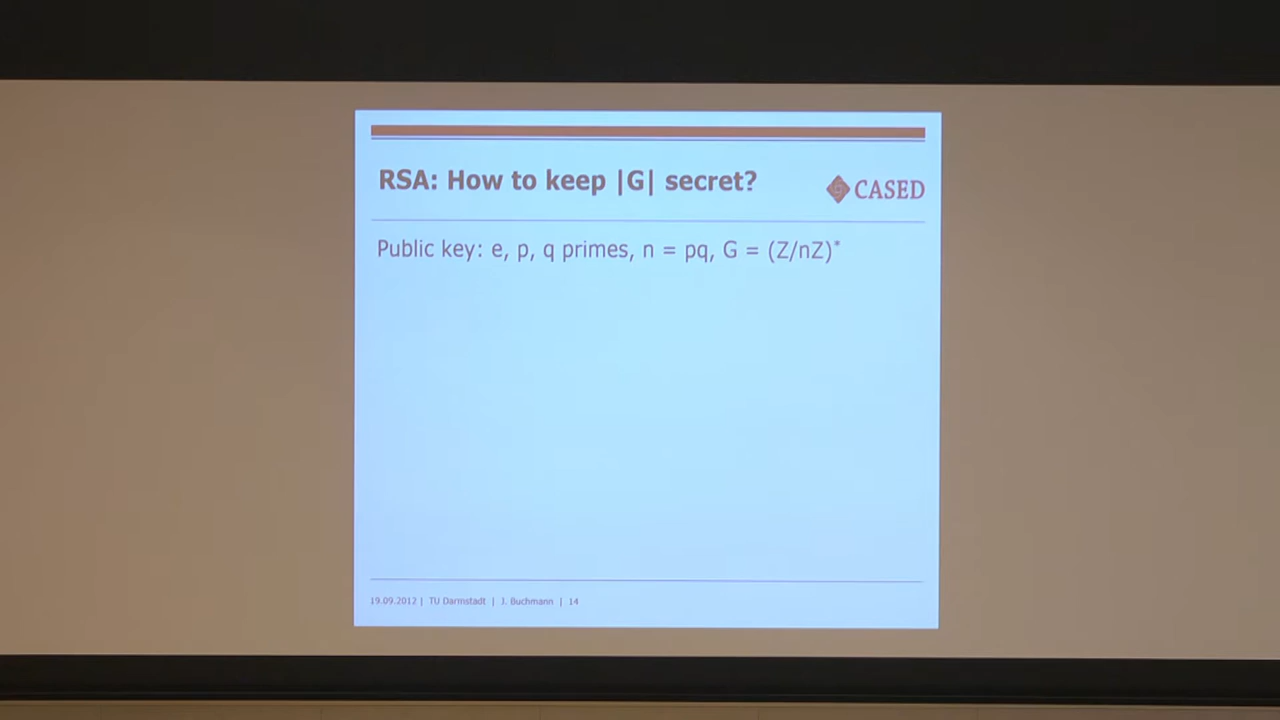 RSA: How to keep |G| secret?
CASED
Public key: e, p, q primes, n = pq, G = (Z/nZ)*
19.09.2012 | TU Darmstadt | J. Buchmann | 14